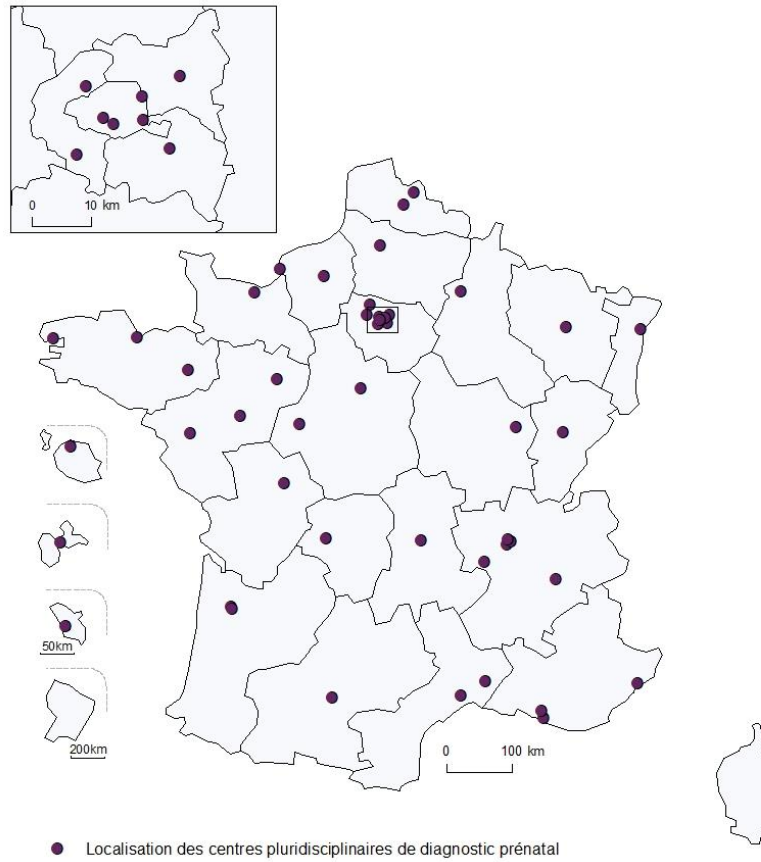 0 10 km
50km
200km
0 100 km
Localisation des centres pluridisciplinaires de diagnostic prénatal